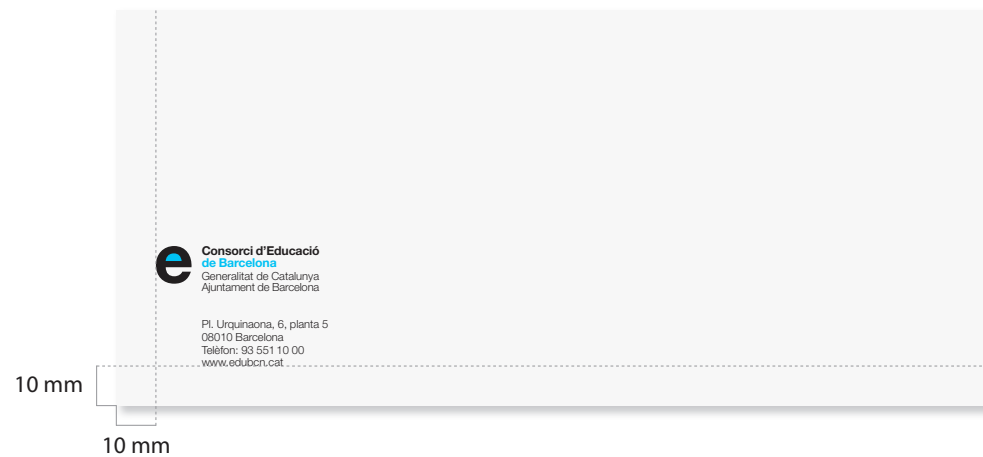 e
Consorci d'Educació
de Barcelona
Generalitat de Catalunya
Ajuntament de Barcelona
Pl. Urquinaona, 6, planta 5
08010 Barcelona
Telèfon: 93 551 10 00
www.edubcn.cat
10 mm
10 mm